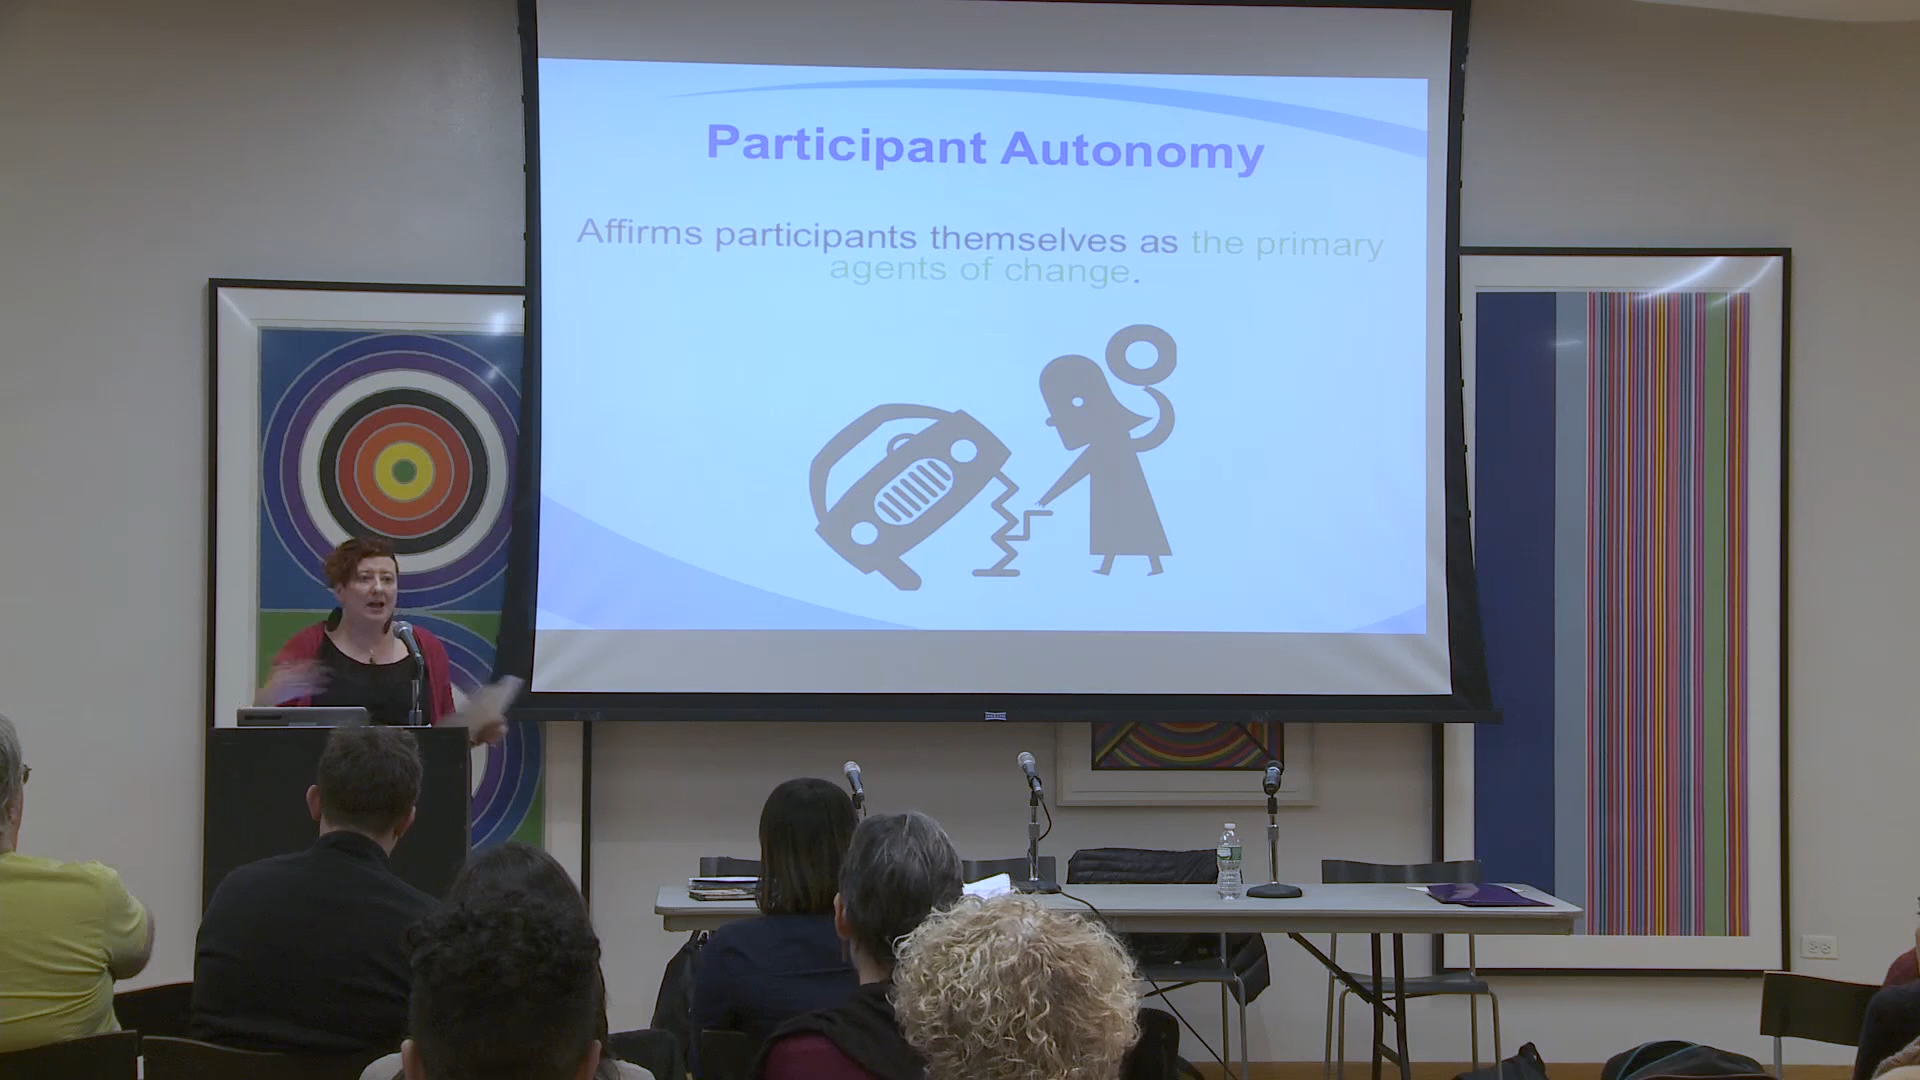 Participant Autonomy
Affirms participants themselves as the primary
agents of change.